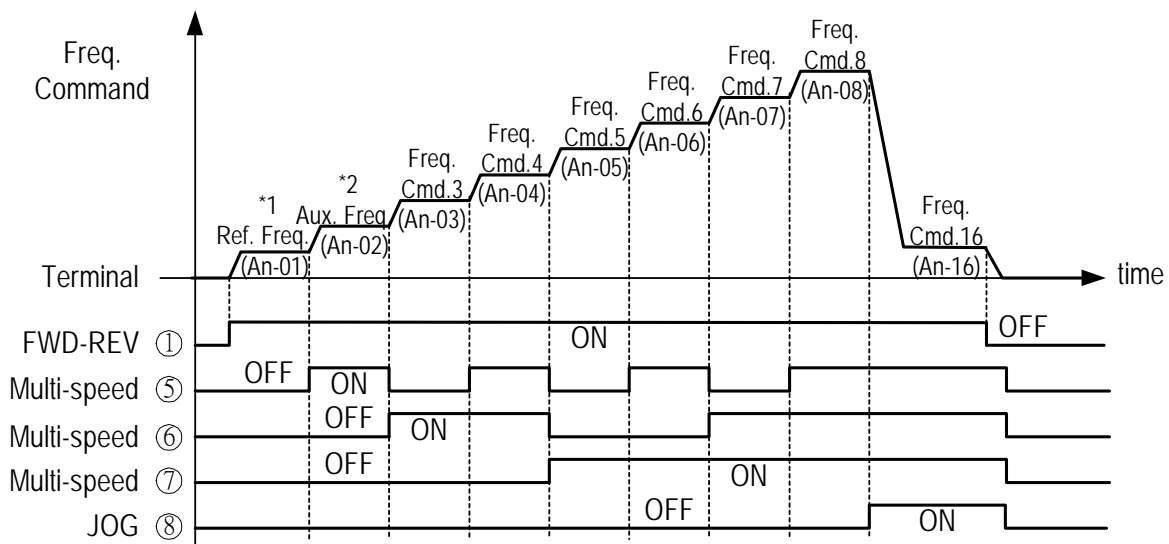 Freq.
Command
*1
Ref. Freq.
(An-01)
*2
Aux. Freq.
(An-02)
Freq.
Cmd.3
(An-03)
Freq.
Cmd.4
(An-04)
Freq.
Cmd.5
(An-05)
Freq.
Cmd.6
(An-06)
Freq.
Cmd.7
(An-07)
Freq.
Cmd.8
(An-08)
Freq.
Cmd.16
(An-16)
Terminal
time
FWD-REV ① ON OFF
Multi-speed ⑤ OFF ON
Multi-speed ⑥ OFF ON
Multi-speed ⑦ OFF ON
JOG ⑧ OFF ON